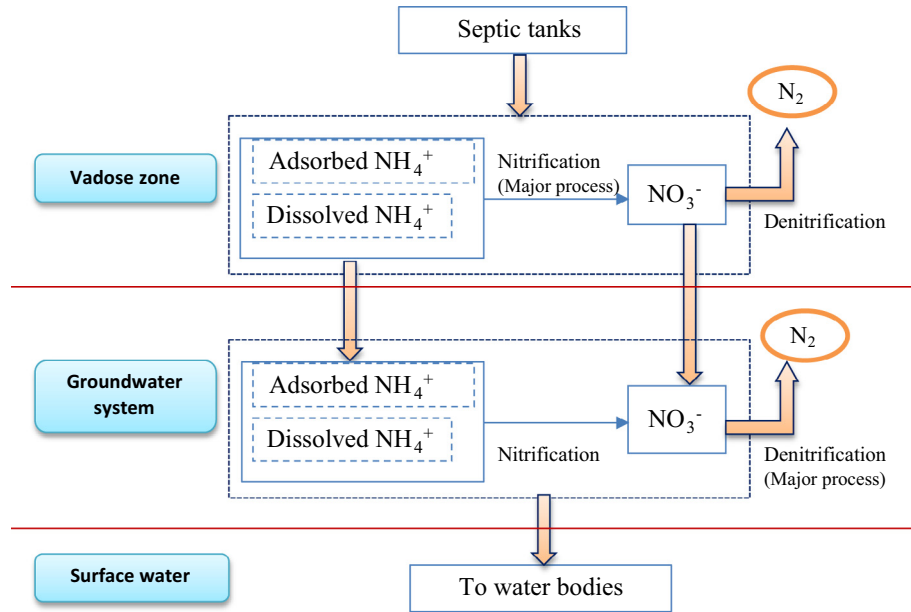 Septic tanks
N₂
Vadose zone
Adsorbed NH₄⁺
Dissolved NH₄⁺
Nitrification
(Major process)
NO₃⁻
Denitrification
Groundwater
system
Adsorbed NH₄⁺
Dissolved NH₄⁺
Nitrification
NO₃⁻
N₂
Denitrification
(Major process)
Surface water
To water bodies